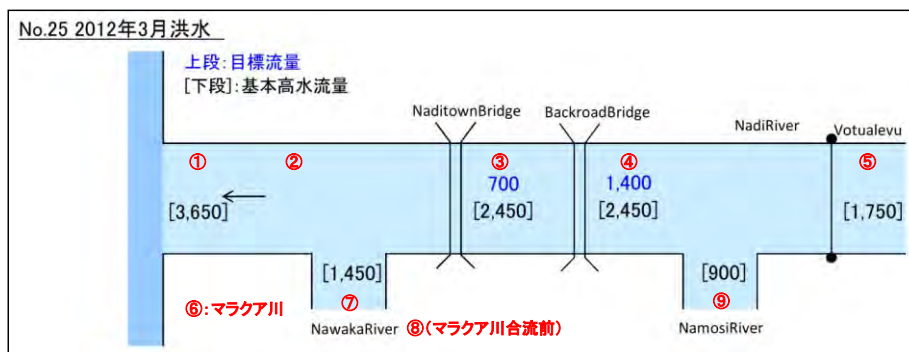 No.25 2012年3月洪水
上段:目標流量
[下段]:基本高水流量
NaditownBridge
BackroadBridge
NadiRiver
Votualevu
① ② ③ ④ ⑤
700
1,400
[3,650]
[2,450]
[2,450]
[1,750]
[1,450]
[900]
⑥:マラクア川
⑦
⑨
NawakaRiver
⑧(マラクア川合流前)
NamosiRiver